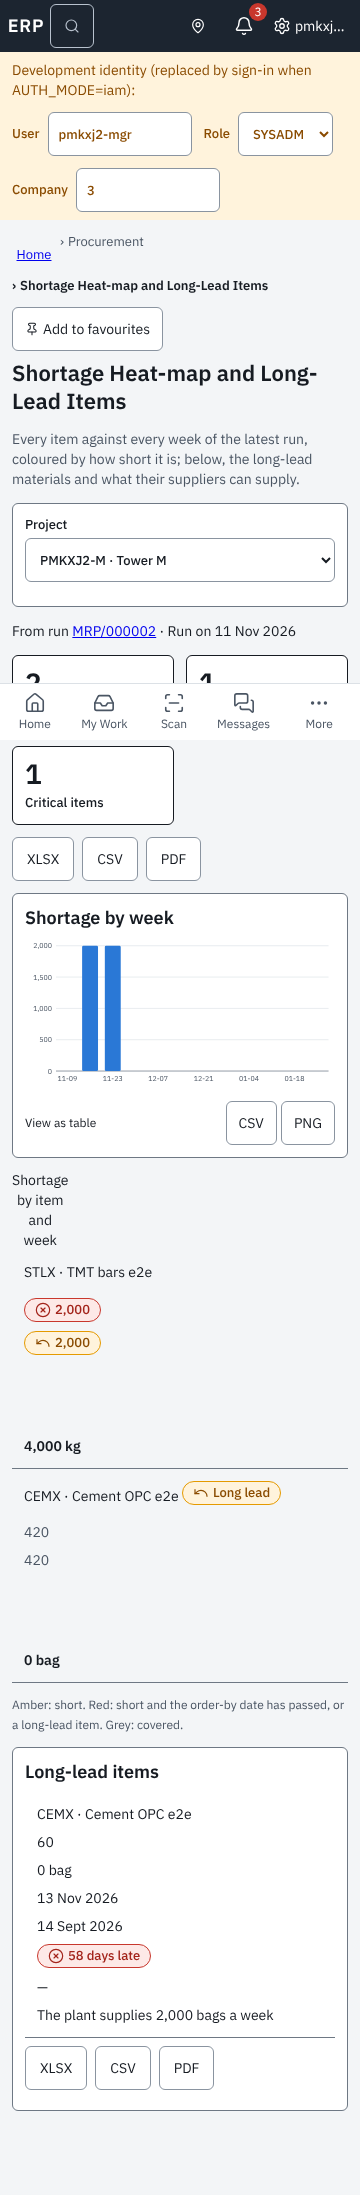 ERP
3
pmkxj...
Development identity (replaced by sign-in when
AUTH_MODE=iam):
User pmkxj2-mgr Role SYSADM
Company 3
Home › Procurement
› Shortage Heat-map and Long-Lead Items
Add to favourites
Shortage Heat-map and Long-
Lead Items
Every item against every week of the latest run,
coloured by how short it is; below, the long-lead
materials and what their suppliers can supply.
Project
PMKXJ2-M · Tower M
From run MRP/000002 · Run on 11 Nov 2026
Home My Work Scan Messages More
1
Critical items
XLSX CSV PDF
Shortage by week
2,000
1,500
1,000
500
0
11-09 11-23 12-07 12-21 01-04 01-18
View as table CSV PNG
Shortage
by item
and
week
STLX · TMT bars e2e
2,000
2,000
4,000 kg
CEMX · Cement OPC e2e Long lead
420
420
0 bag
Amber: short. Red: short and the order-by date has passed, or
a long-lead item. Grey: covered.
Long-lead items
CEMX · Cement OPC e2e
60
0 bag
13 Nov 2026
14 Sept 2026
58 days late
—
The plant supplies 2,000 bags a week
XLSX CSV PDF